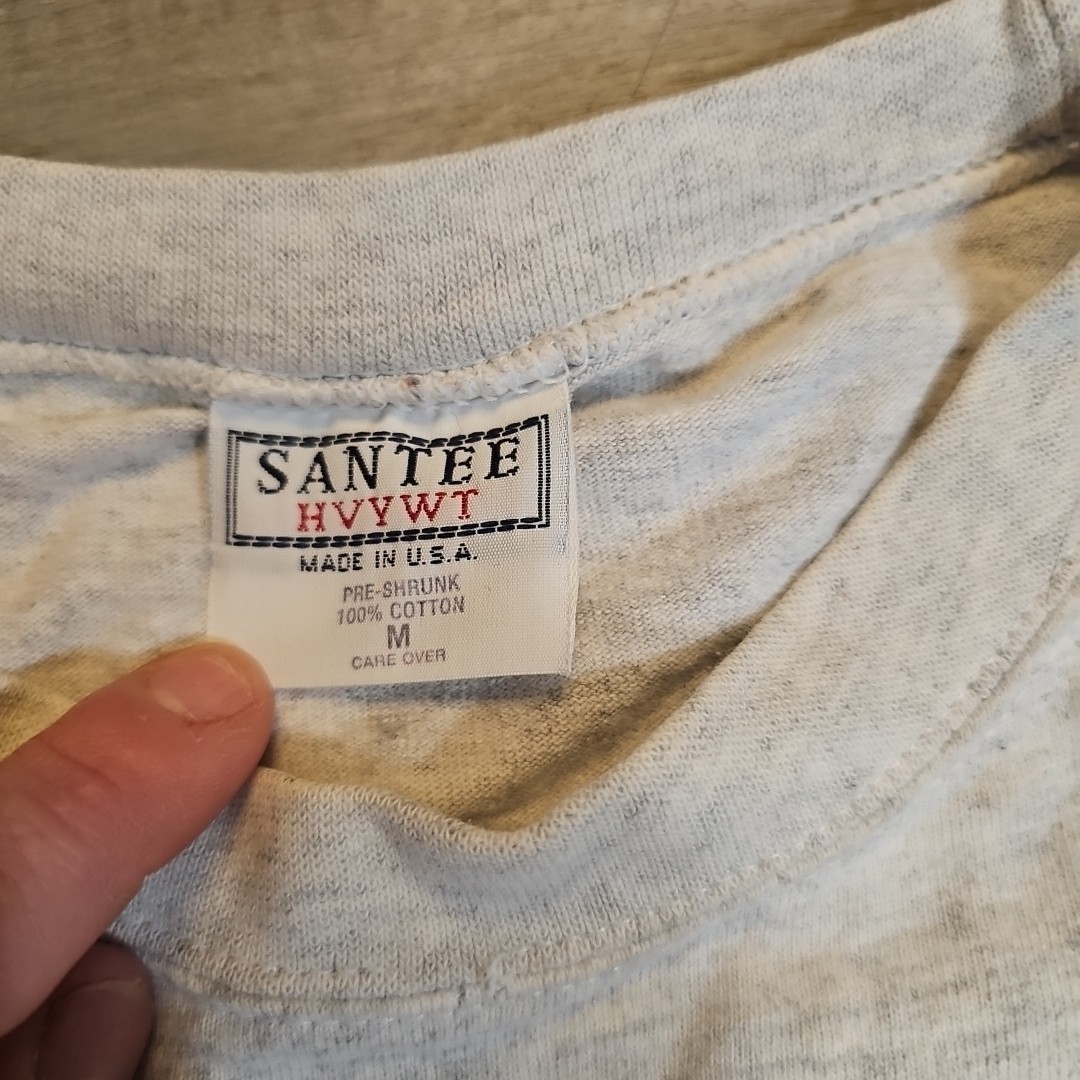 SANTEE
HVYWT
MADE IN U.S.A.
PRE-SHRUNK
100% COTTON
M
CARE OVER